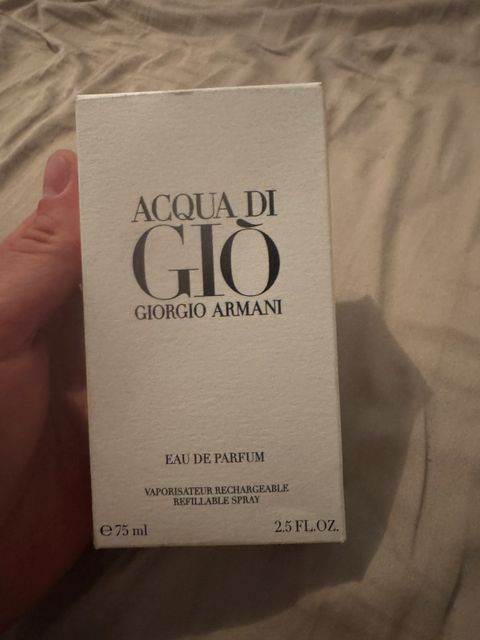 ACQUA DI
GIÒ
GIORGIO ARMANI
EAU DE PARFUM
VAPORISATEUR RECHARGEABLE
REFILLABLE SPRAY
℮ 75 ml 2.5 FL.OZ.